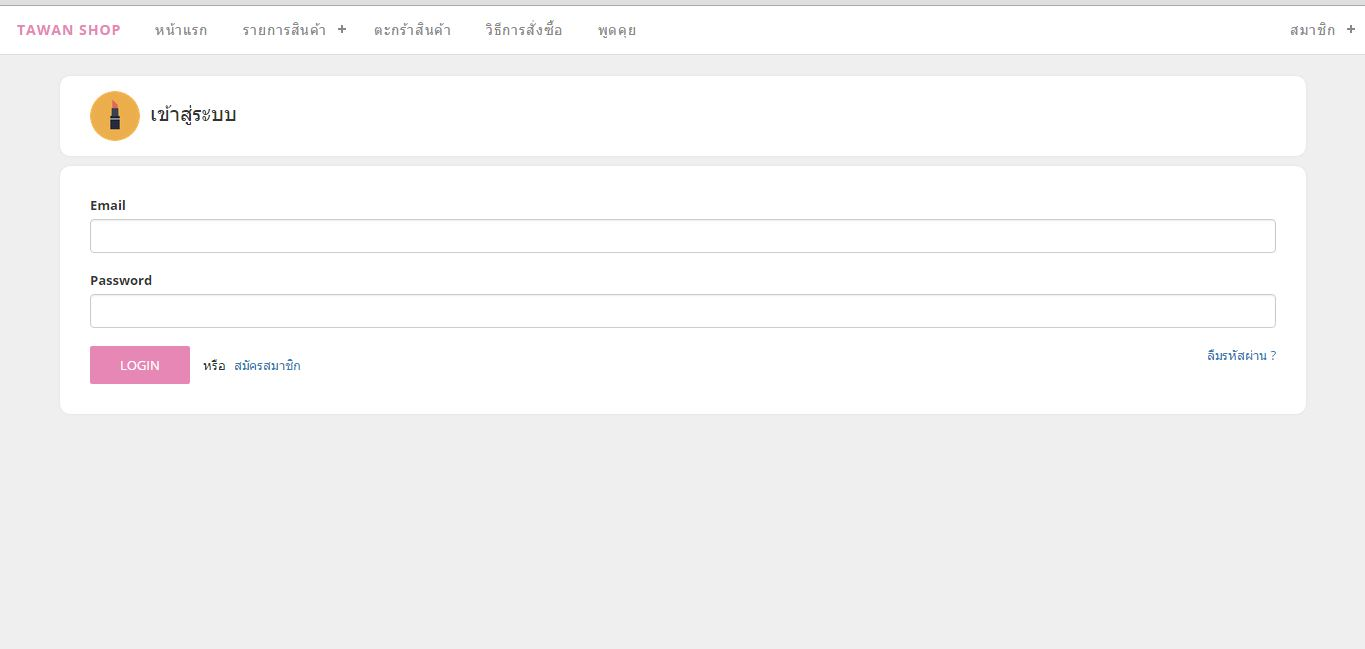 TAWAN SHOP หน้าแรก รายการสินค้า + ตะกร้าสินค้า วิธีการสั่งซื้อ พูดคุย สมาชิก +
เข้าสู่ระบบ
Email
Password
LOGIN หรือ สมัครสมาชิก ลืมรหัสผ่าน ?